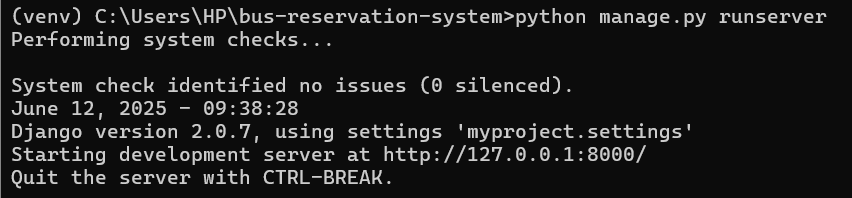 (venv) C:\Users\HP\bus-reservation-system>python manage.py runserver
Performing system checks...

System check identified no issues (0 silenced).
June 12, 2025 - 09:38:28
Django version 2.0.7, using settings 'myproject.settings'
Starting development server at http://127.0.0.1:8000/
Quit the server with CTRL-BREAK.